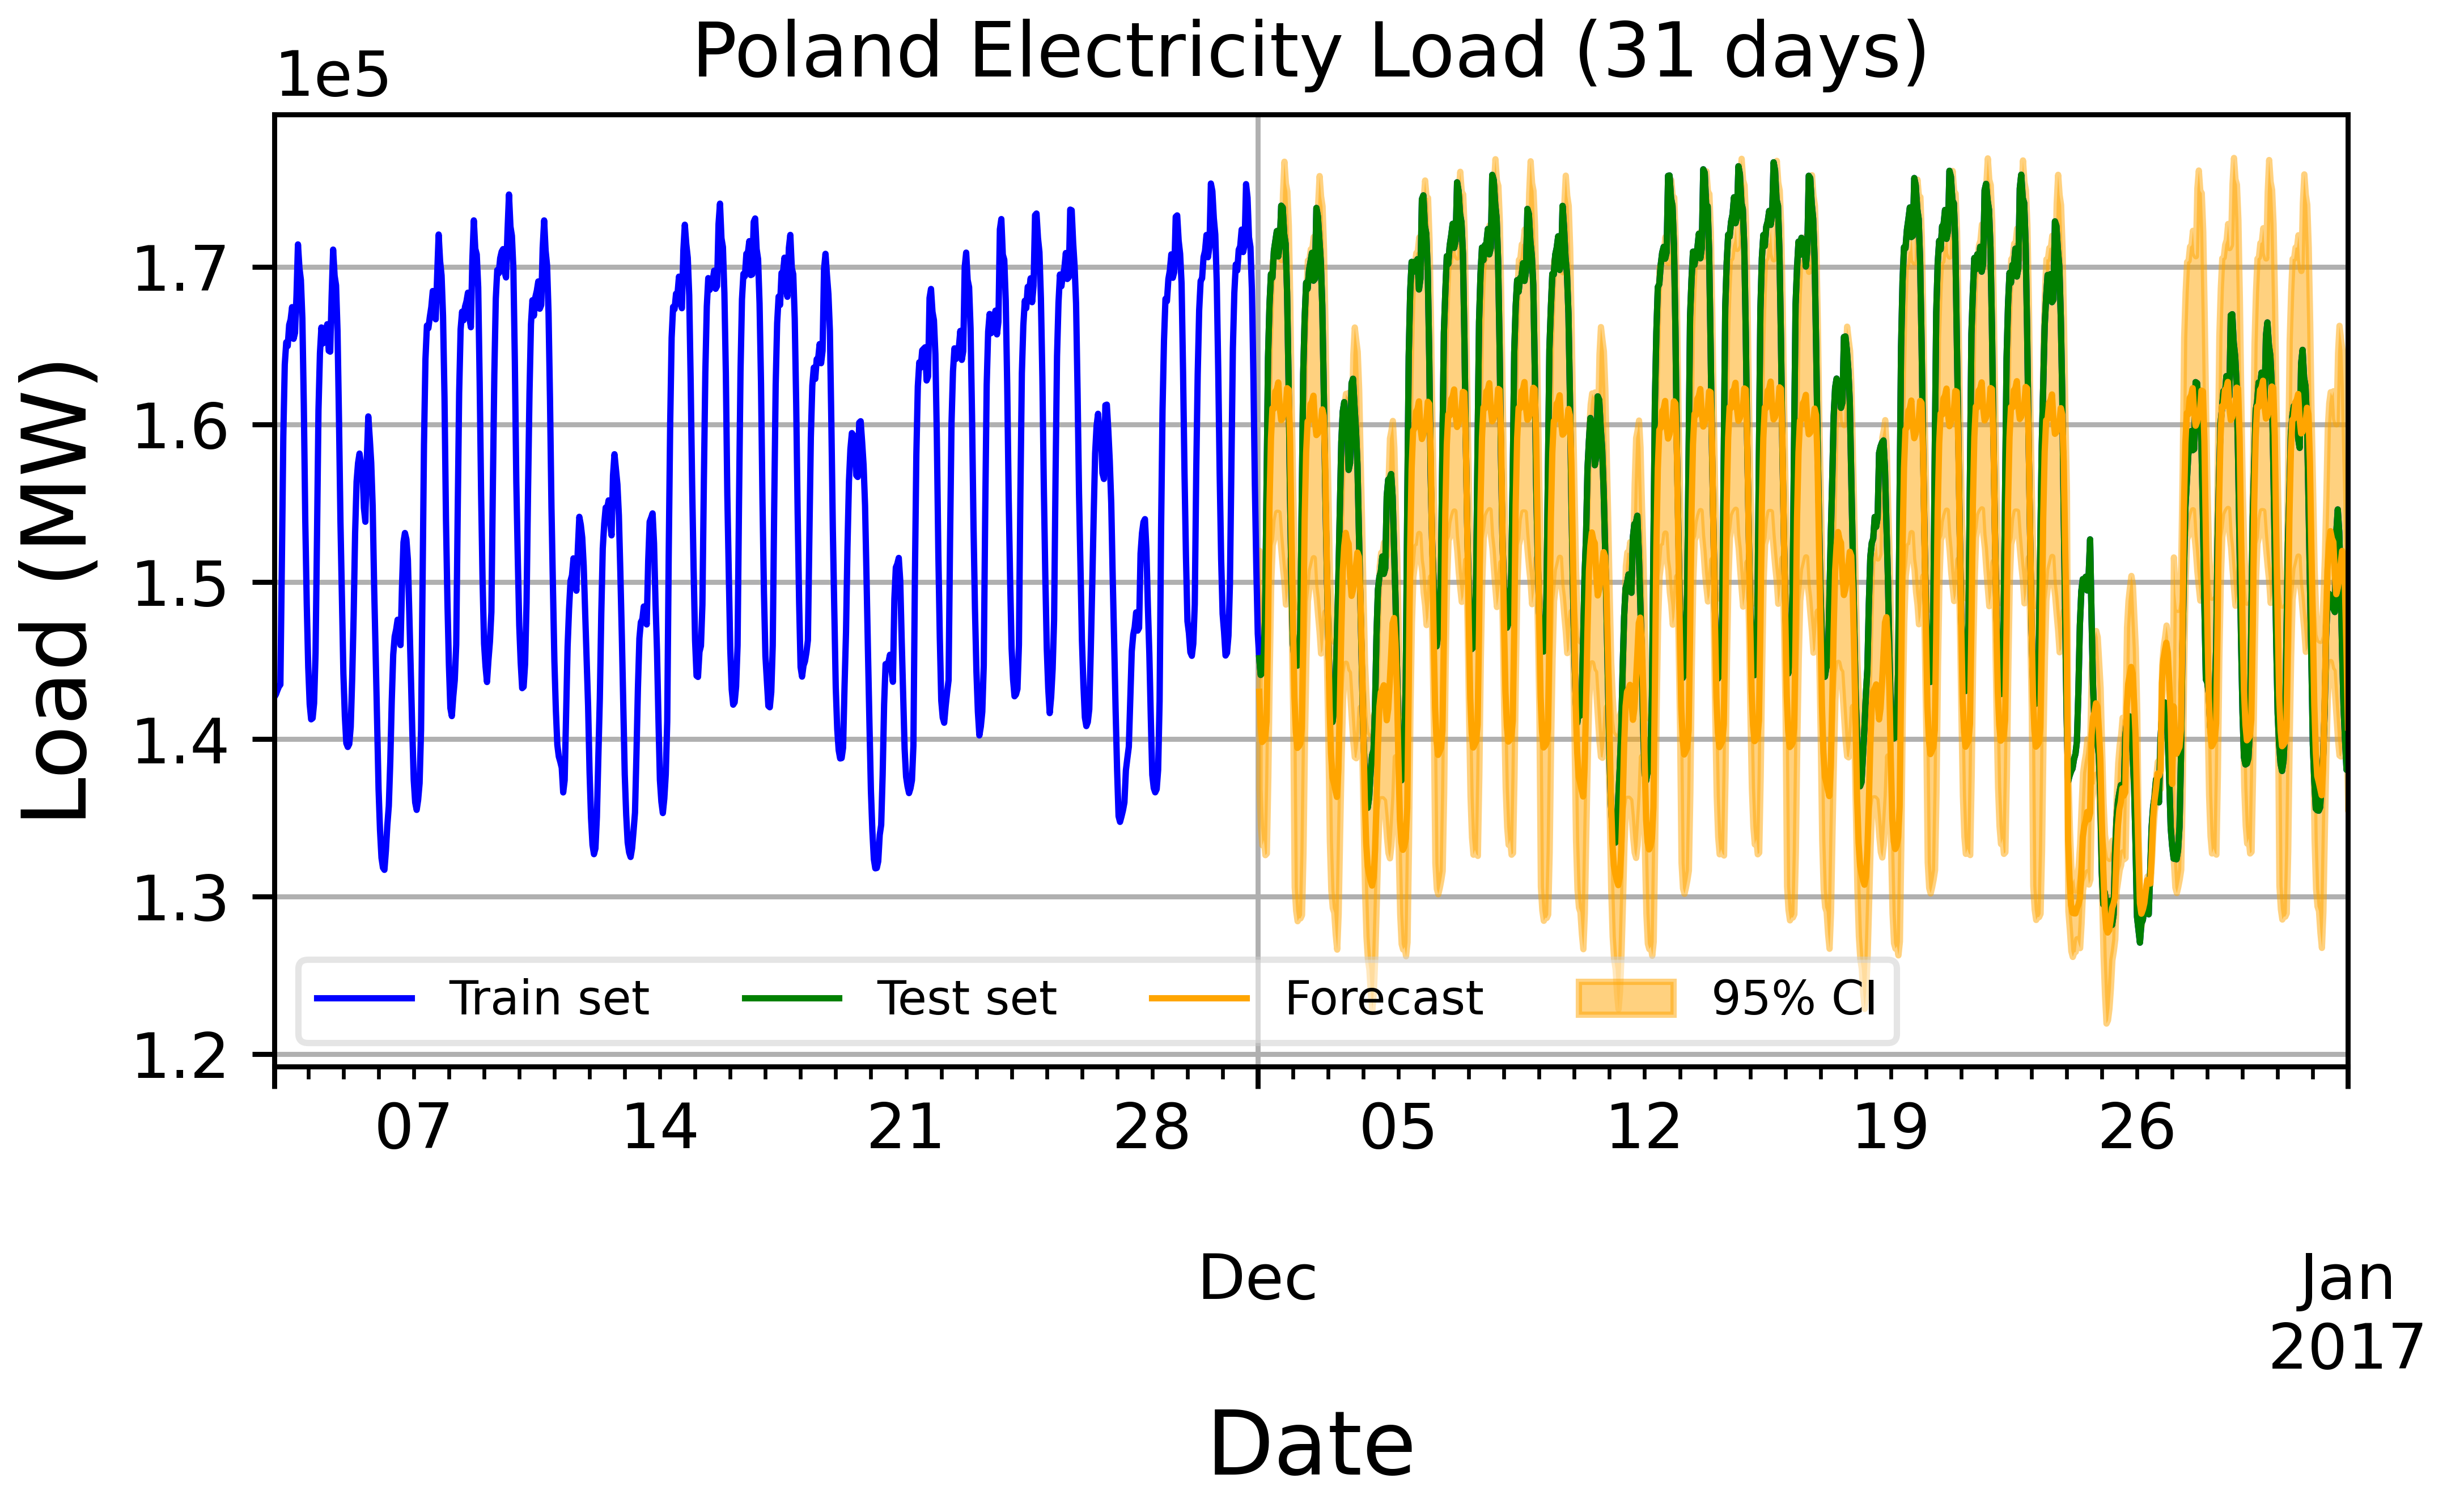 Poland Electricity Load (31 days)
1e5
1.7
1.6
1.5
1.4
1.3
1.2
Load (MW)
Train set
Test set
Forecast
95% CI
07
14
21
28
05
12
19
26
Dec
Jan
2017
Date